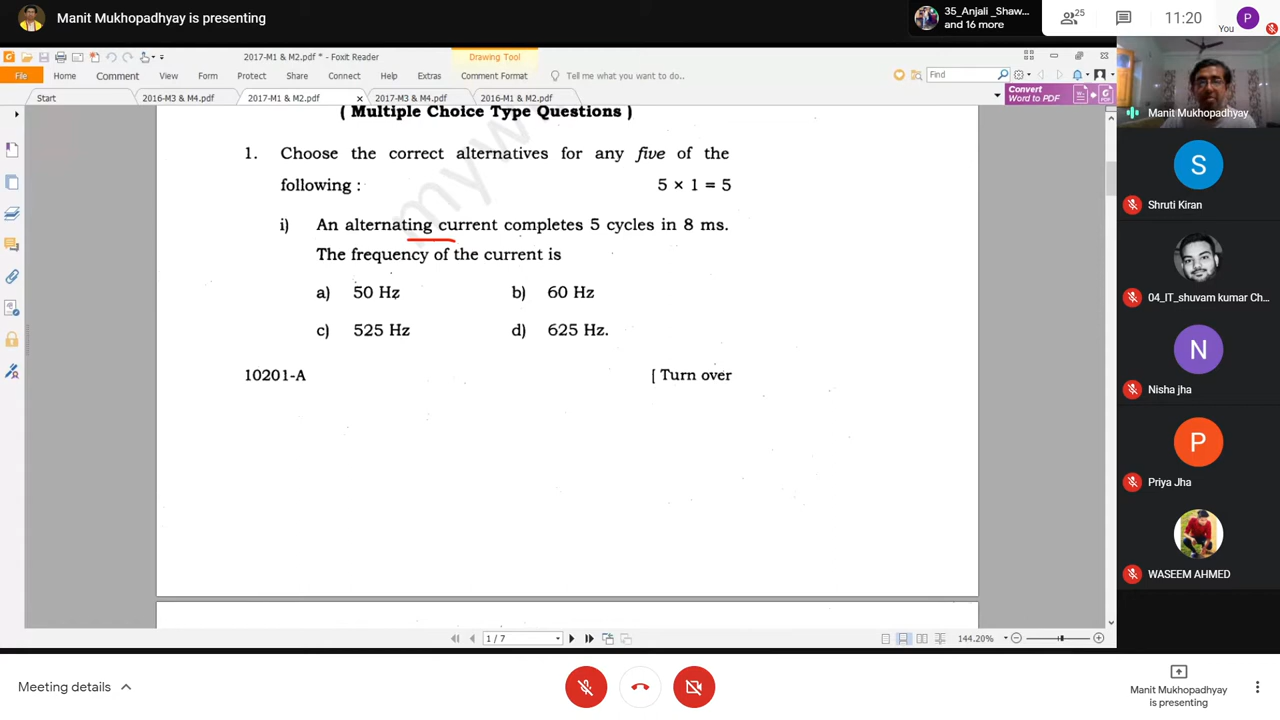 Manit Mukhopadhyay is presenting
35_Anjali _Shaw...
and 16 more
25
11:20
P
You
2017-M1 & M2.pdf * - Foxit Reader
Drawing Tool
File Home Comment View Form Protect Share Connect Help Extras Comment Format Tell me what you want to do..
Find
Start 2016-M3 & M4.pdf 2017-M1 & M2.pdf 2017-M3 & M4.pdf 2016-M1 & M2.pdf
Convert
Word to PDF
( Multiple Choice Type Questions )
myw
1. Choose the correct alternatives for any five of the
following : 5 × 1 = 5
i) An alternating current completes 5 cycles in 8 ms.
The frequency of the current is
a) 50 Hz b) 60 Hz
c) 525 Hz d) 625 Hz.
10201-A [ Turn over
1 / 7
144.20%
Manit Mukhopadhyay
S
Shruti Kiran
04_IT_shuvam kumar Ch...
N
Nisha jha
P
Priya Jha
WASEEM AHMED
Meeting details
Manit Mukhopadhyay
is presenting